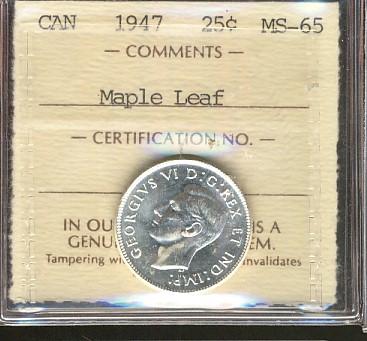 CAN 1947 25¢ MS-65
— COMMENTS —
Maple Leaf
— CERTIFICATION NO. —
GEORGIVS VI D:G:REX ET IND:IMP:
IN OU IS A
GENU EM.
Tampering invalidates